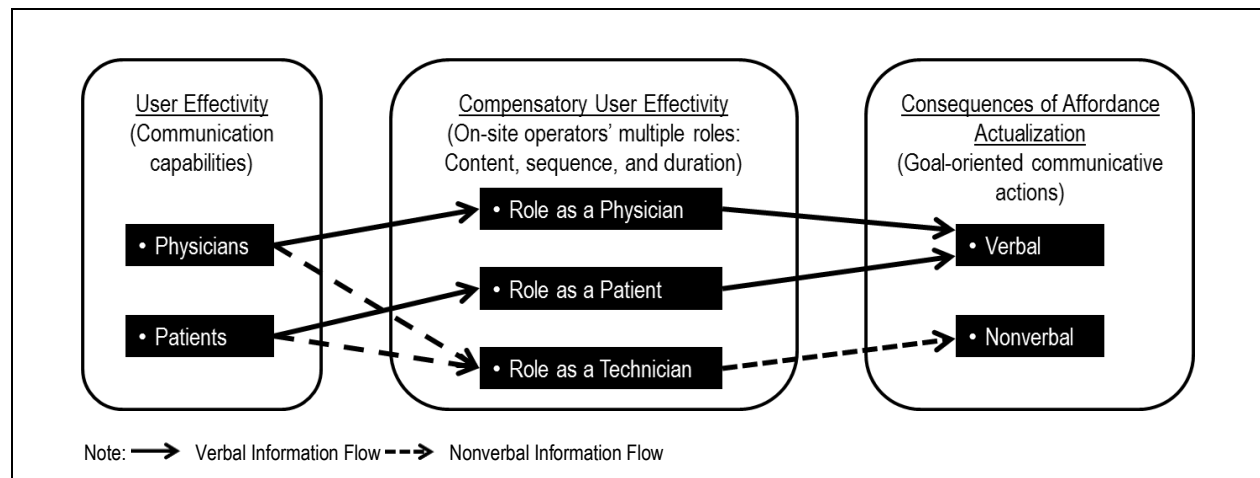 User Effectivity
(Communication
capabilities)
• Physicians
• Patients
Compensatory User Effectivity
(On-site operators’ multiple roles:
Content, sequence, and duration)
• Role as a Physician
• Role as a Patient
• Role as a Technician
Consequences of Affordance
Actualization
(Goal-oriented communicative
actions)
• Verbal
• Nonverbal
Note: Verbal Information Flow Nonverbal Information Flow